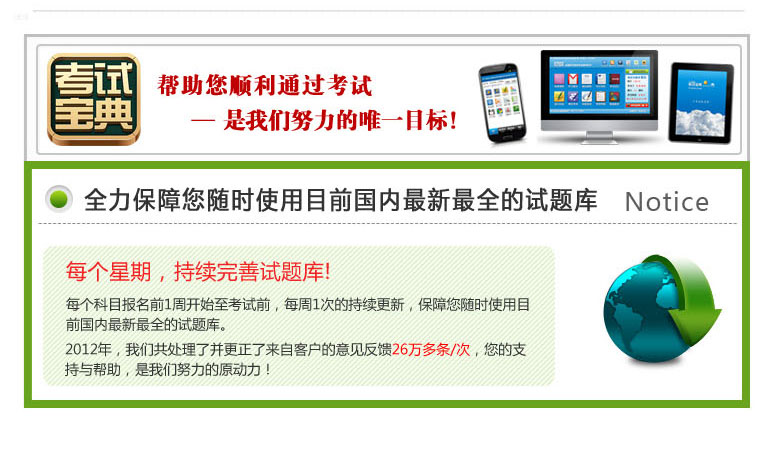 考试
宝典
帮助您顺利通过考试
— 是我们努力的唯一目标!
全力保障您随时使用目前国内最新最全的试题库 Notice
每个星期，持续完善试题库!
每个科目报名前1周开始至考试前，每周1次的持续更新，保障您随时使用目
前国内最新最全的试题库。
2012年，我们共处理了并更正了来自客户的意见反馈26万多条/次，您的支
持与帮助，是我们努力的原动力！